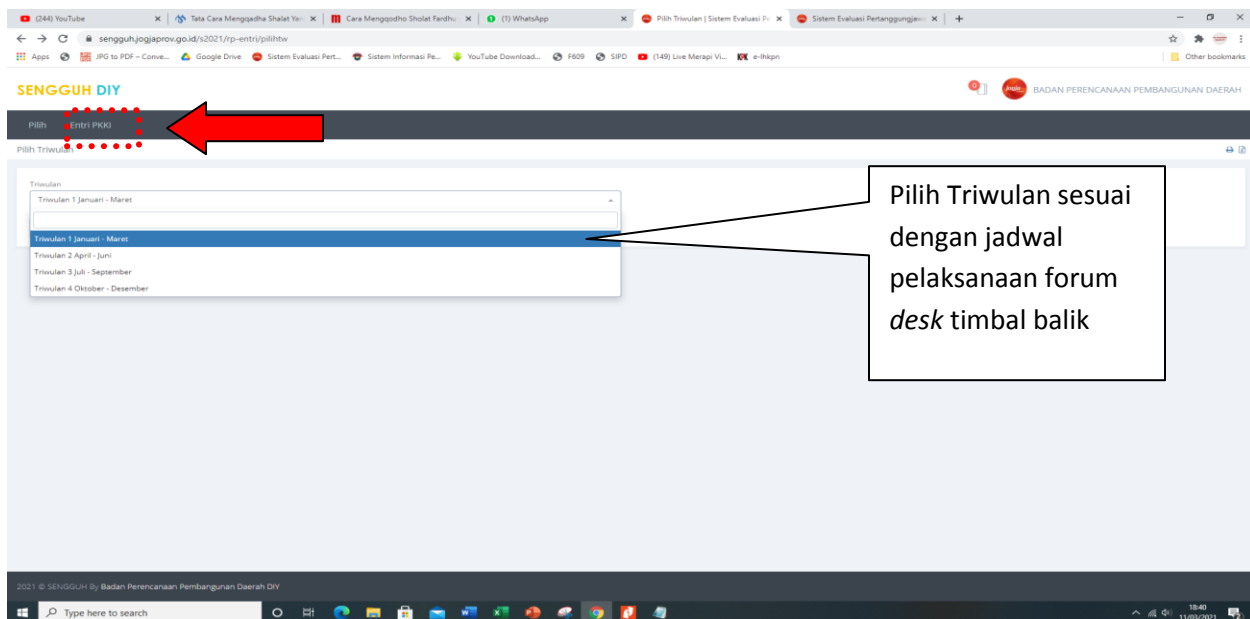 (244) YouTube
Tata Cara Mengqadha Shalat Yan
Cara Mengqodho Sholat Fardhu
(1) WhatsApp
Pilih Triwulan | Sistem Evaluasi Pe
Sistem Evaluasi Pertanggungjaw
sengguh.jogjaprov.go.id/s2021/rp-entri/pilihtw
Apps
JPG to PDF – Conve...
Google Drive
Sistem Evaluasi Pert...
Sistem Informasi Pe...
YouTube Download...
F609
SIPD
(149) Live Merapi Vi...
e-lhkpn
Other bookmarks
SENGGUH DIY
0
BADAN PERENCANAAN PEMBANGUNAN DAERAH
Pilih
Entri PKKI
Pilih Triwulan
Triwulan
Triwulan 1 Januari - Maret
Triwulan 1 Januari - Maret
Triwulan 2 April - Juni
Triwulan 3 Juli - September
Triwulan 4 Oktober - Desember
Pilih Triwulan sesuai
dengan jadwal
pelaksanaan forum
desk timbal balik
2021 © SENGGUH By Badan Perencanaan Pembangunan Daerah DIY
Type here to search
18:40
11/03/2021